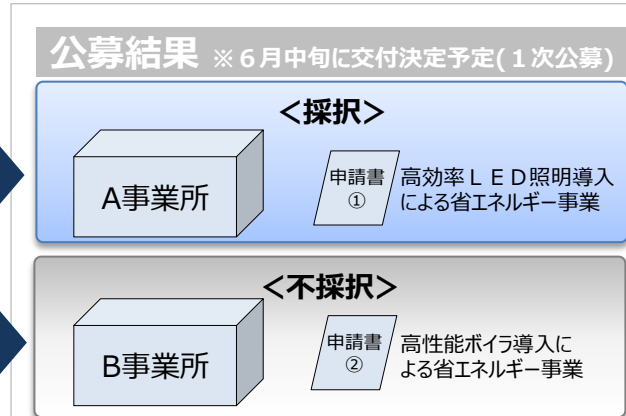 公募結果 ※６月中旬に交付決定予定(１次公募)
＜採択＞
A事業所
申請書
①
高効率ＬＥＤ照明導入
による省エネルギー事業
＜不採択＞
B事業所
申請書
②
高性能ボイラ導入に
よる省エネルギー事業